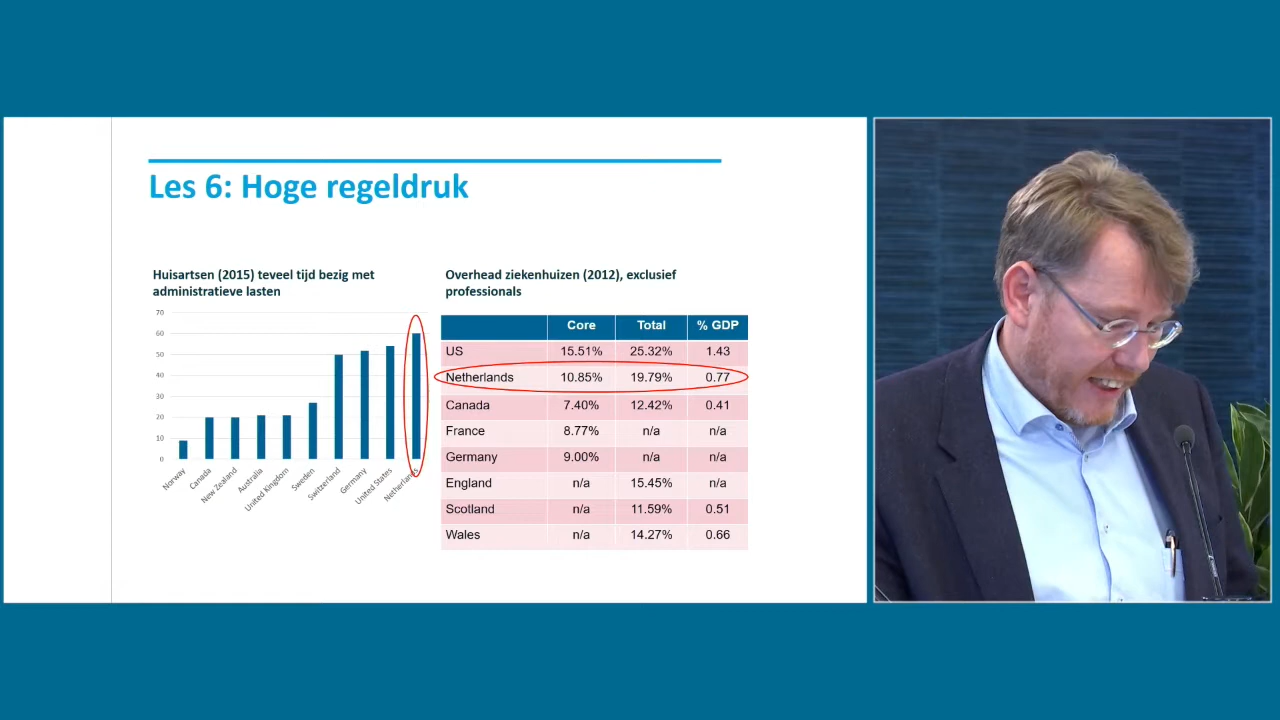 Les 6: Hoge regeldruk
Huisartsen (2015) teveel tijd bezig met
administratieve lasten
70
60
50
40
30
20
10
0
Norway
Canada
New Zealand
Australia
United Kingdom
Sweden
Switzerland
Germany
United States
Netherlands
Overhead ziekenhuizen (2012), exclusief
professionals
Core Total % GDP
US 15.51% 25.32% 1.43
Netherlands 10.85% 19.79% 0.77
Canada 7.40% 12.42% 0.41
France 8.77% n/a n/a
Germany 9.00% n/a n/a
England n/a 15.45% n/a
Scotland n/a 11.59% 0.51
Wales n/a 14.27% 0.66